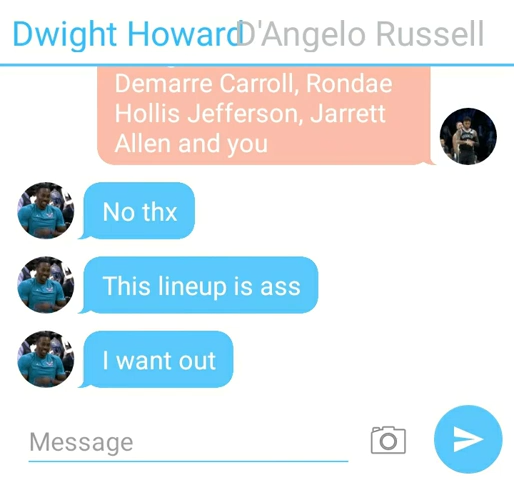 Dwight Howard
D'Angelo Russell
Demarre Carroll, Rondae
Hollis Jefferson, Jarrett
Allen and you
No thx
This lineup is ass
I want out
Message